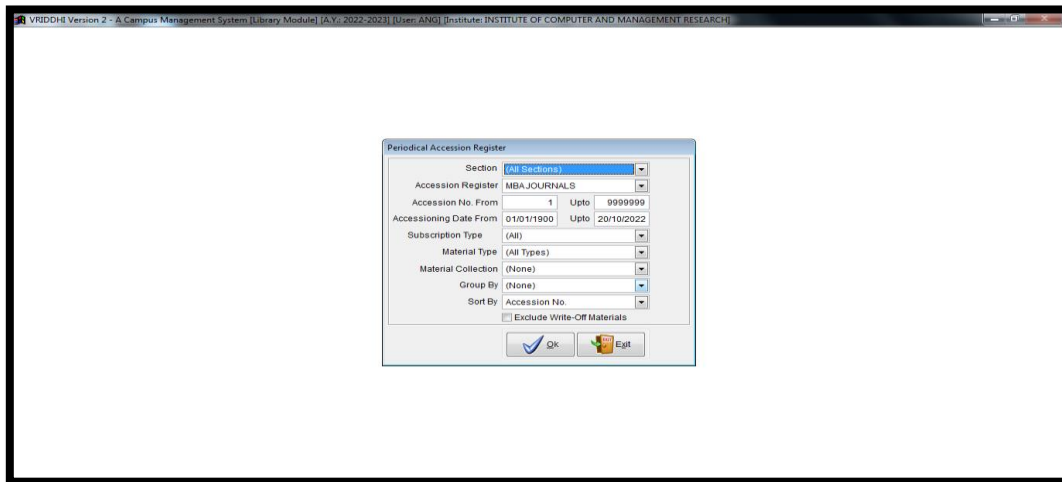 VRIDDHI Version 2 - A Campus Management System [Library Module] [A.Y.: 2022-2023] [User: ANG] [Institute: INSTITUTE OF COMPUTER AND MANAGEMENT RESEARCH]
Periodical Accession Register
Section (All Sections)
Accession Register MBAJOURNALS
Accession No. From 1 Upto 9999999
Accessioning Date From 01/01/1900 Upto 20/10/2022
Subscription Type (All)
Material Type (All Types)
Material Collection (None)
Group By (None)
Sort By Accession No.
Exclude Write-Off Materials
Ok Exit